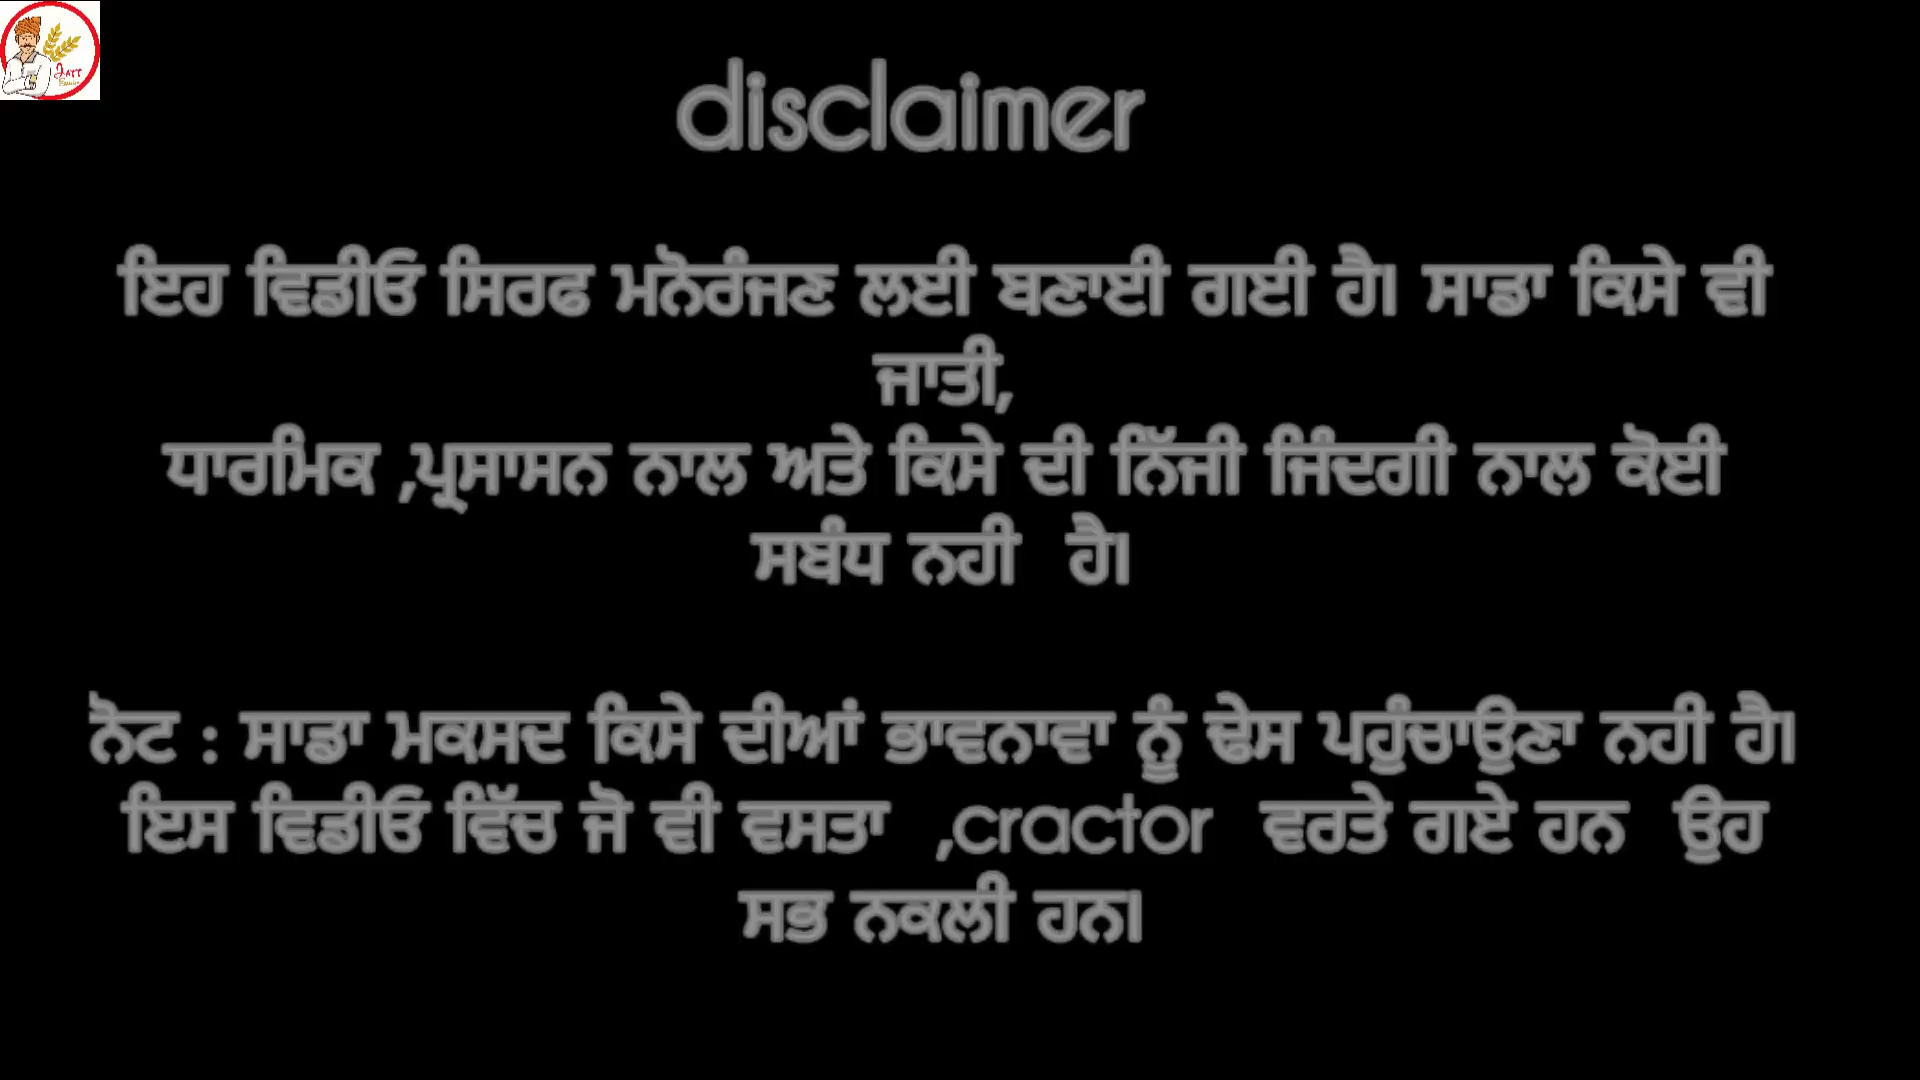 Jatt
disclaimer
ਇਹ ਵਿਡੀਓ ਸਿਰਫ ਮਨੋਰੰਜਣ ਲਈ ਬਣਾਈ ਗਈ ਹੈ। ਸਾਡਾ ਕਿਸੇ ਵੀ
ਜਾਤੀ,
ਧਾਰਮਿਕ ,ਪ੍ਰਸਾਸਨ ਨਾਲ ਅਤੇ ਕਿਸੇ ਦੀ ਨਿੱਜੀ ਜਿੰਦਗੀ ਨਾਲ ਕੋਈ
ਸਬੰਧ ਨਹੀ ਹੈ।
ਨੋਟ : ਸਾਡਾ ਮਕਸਦ ਕਿਸੇ ਦੀਆਂ ਭਾਵਨਾਵਾ ਨੂੰ ਢੇਸ ਪਹੁੰਚਾਉਣਾ ਨਹੀ ਹੈ।
ਇਸ ਵਿਡੀਓ ਵਿੱਚ ਜੋ ਵੀ ਵਸਤਾ ,cractor ਵਰਤੇ ਗਏ ਹਨ ਉਹ
ਸਭ ਨਕਲੀ ਹਨ।